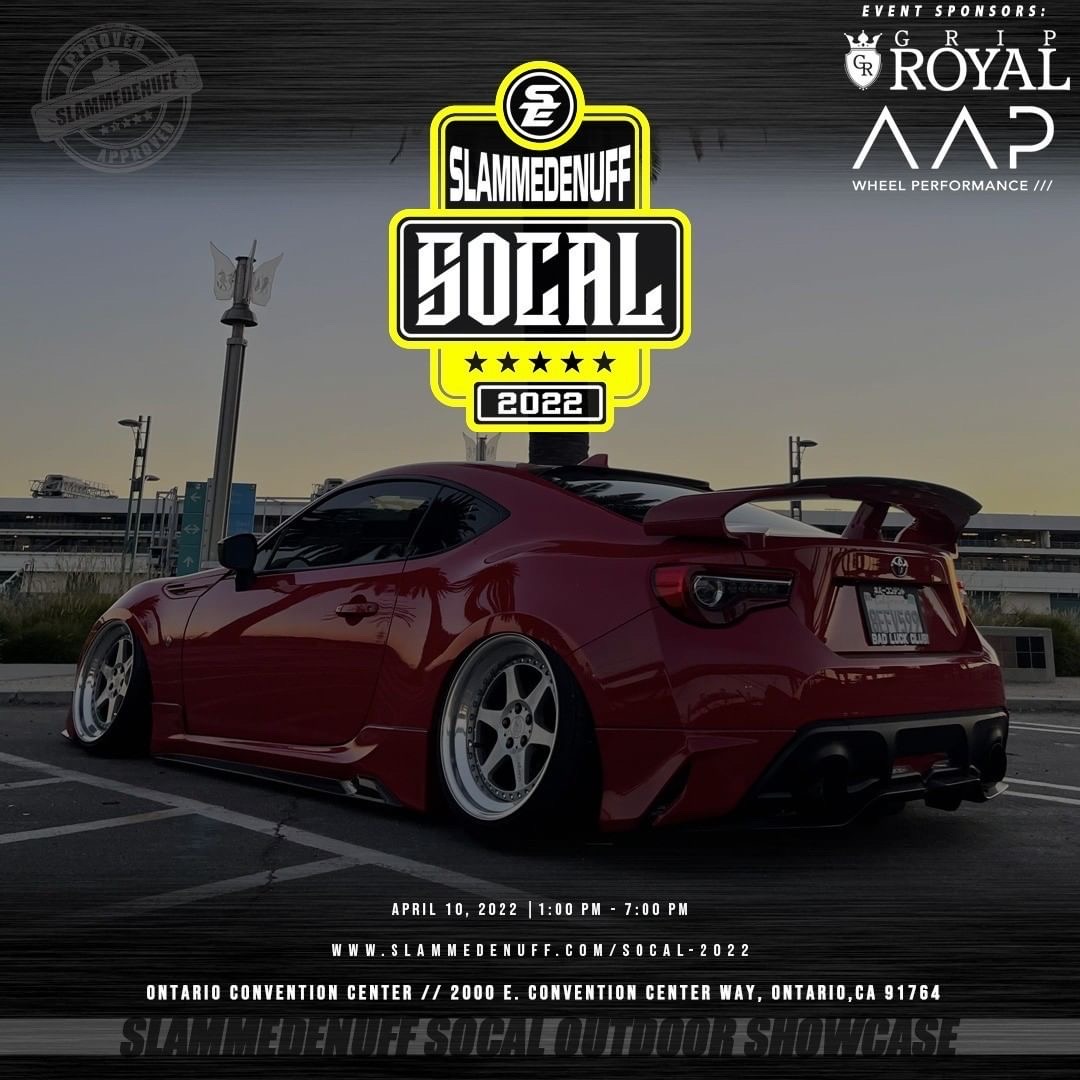 EVENT SPONSORS:
GRIP
GR
ROYAL
AAP
WHEEL PERFORMANCE ///
APPROVED
SLAMMEDENUFF
APPROVED
SE
SLAMMEDENUFF
SOCAL
2022
BAD LUCK CLUB!
APRIL 10, 2022 | 1:00 PM - 7:00 PM
WWW.SLAMMEDENUFF.COM/SOCAL-2022
ONTARIO CONVENTION CENTER // 2000 E. CONVENTION CENTER WAY, ONTARIO,CA 91764
SLAMMEDENUFF SOCAL OUTDOOR SHOWCASE